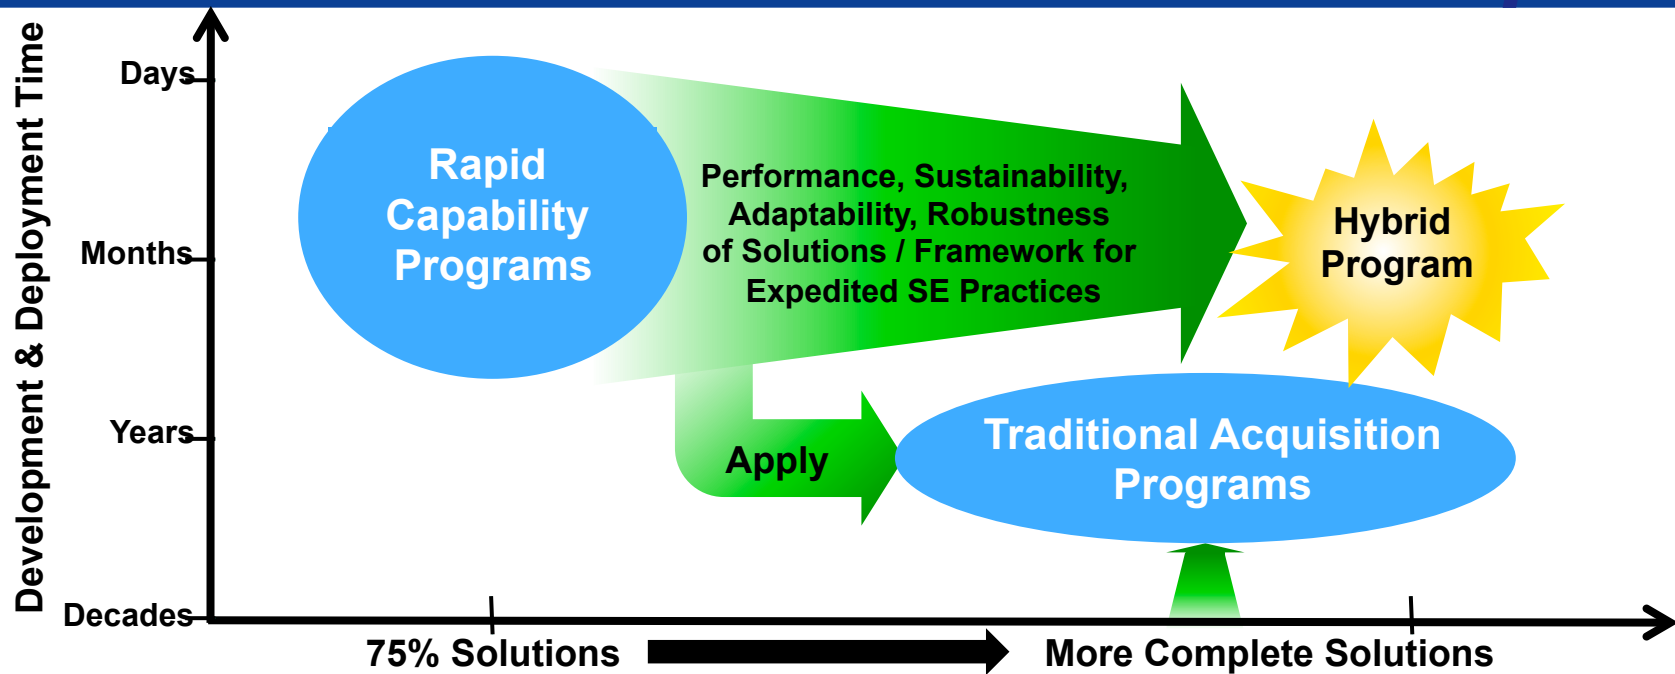 Development & Deployment Time
Days
Months
Years
Decades
Rapid
Capability
Programs
Performance, Sustainability,
Adaptability, Robustness
of Solutions / Framework for
Expedited SE Practices
Hybrid
Program
Apply
Traditional Acquisition
Programs
75% Solutions
More Complete Solutions